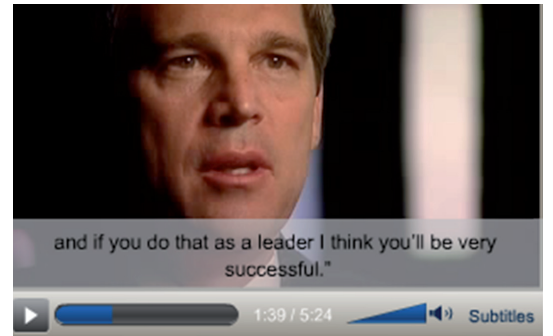 and if you do that as a leader I think you'll be very
successful."
1:39 / 5:24
Subtitles